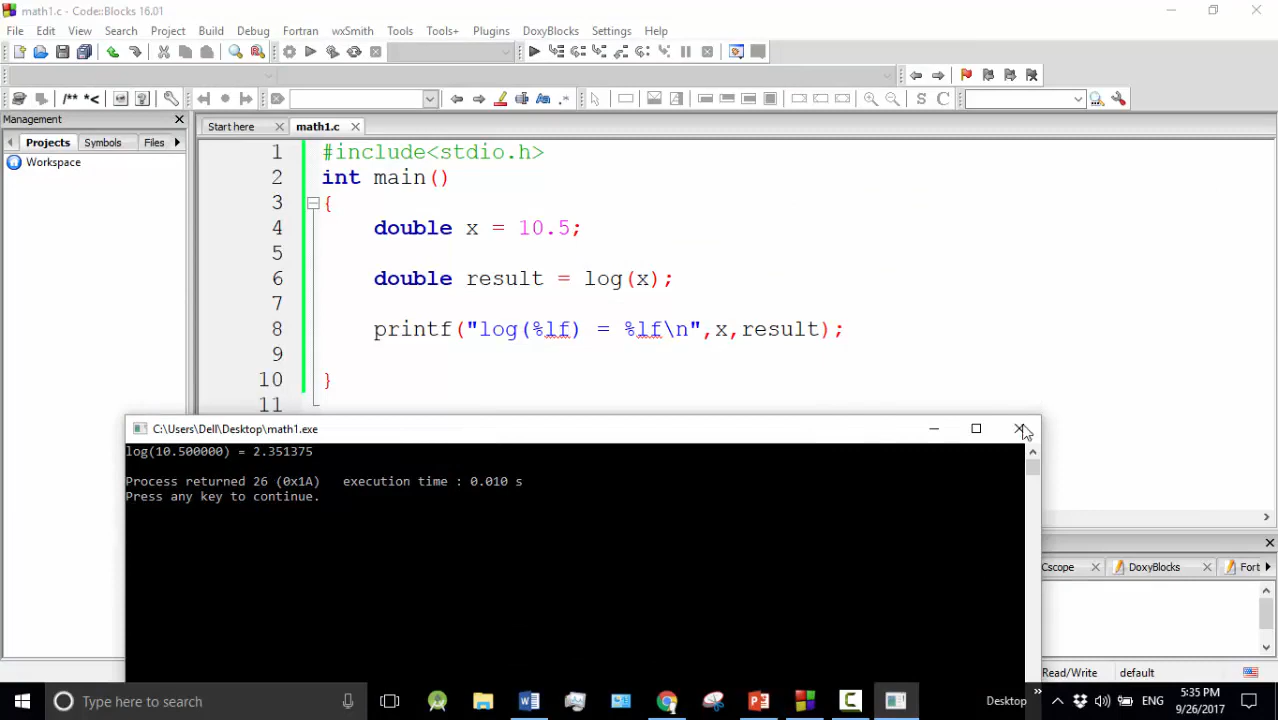 math1.c - Code::Blocks 16.01
File Edit View Search Project Build Debug Fortran wxSmith Tools Tools+ Plugins DoxyBlocks Settings Help
/** *<
.*
S C
Management
Start here math1.c
Projects Symbols Files
Workspace
1 #include<stdio.h>
2 int main()
3 {
4 double x = 10.5;
5
6 double result = log(x);
7
8 printf("log(%lf) = %lf\n",x,result);
9
10 }
11
C:\Users\Dell\Desktop\math1.exe
log(10.500000) = 2.351375
Process returned 26 (0x1A) execution time : 0.010 s
Press any key to continue.
Cscope DoxyBlocks Fort
Read/Write default
Type here to search
Desktop
ENG
5:35 PM
9/26/2017